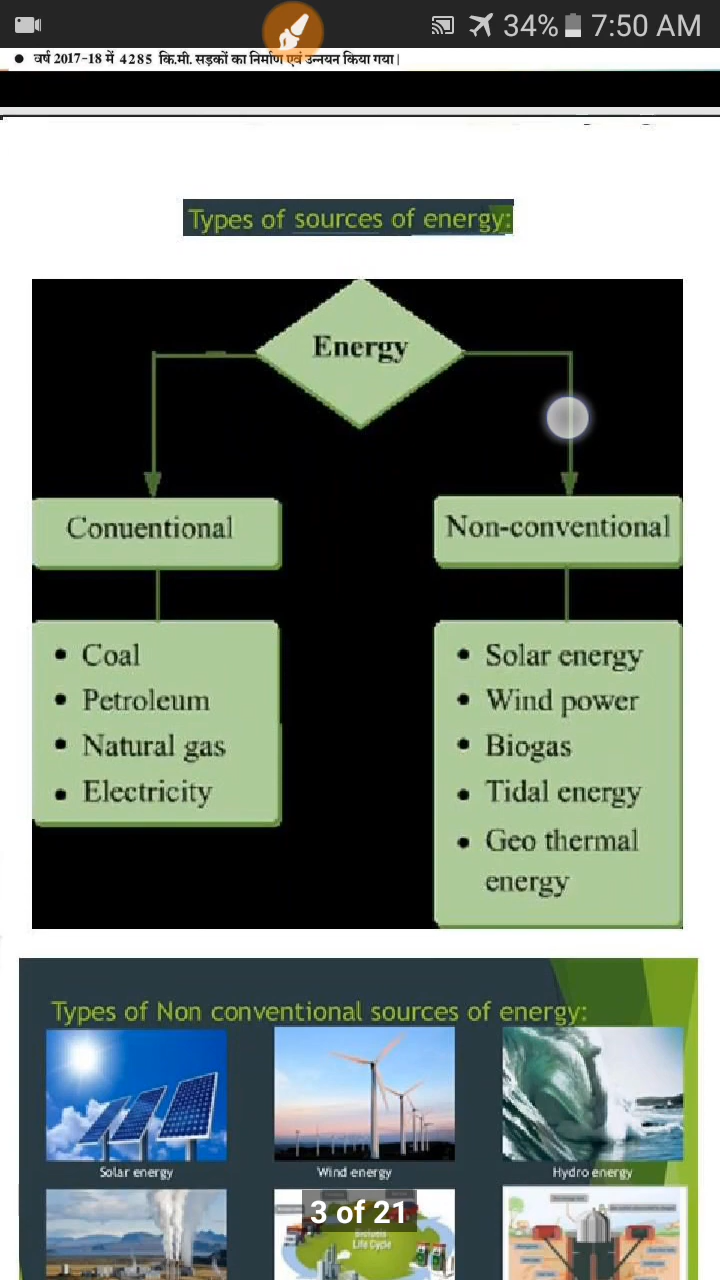 34% 7:50 AM
● वर्ष 2017-18 में 4285 कि.मी. सड़कों का निर्माण एवं उन्नयन किया गया|
Types of sources of energy:
Energy
Conuentional
Non-conventional
• Coal
• Petroleum
• Natural gas
• Electricity
• Solar energy
• Wind power
• Biogas
• Tidal energy
• Geo thermal
energy
Types of Non conventional sources of energy:
Solar energy
Wind energy
Hydro energy
3 of 21
Life Cycle